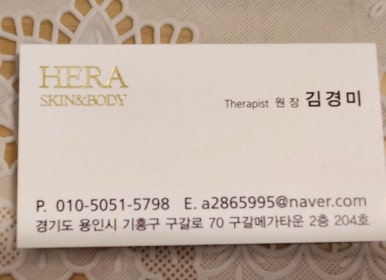 HERA
SKIN&BODY
Therapist 원장 김경미
P. 010-5051-5798 E. a2865995@naver.com
경기도 용인시 기흥구 구갈로 70 구갈메가타운 2층 204호